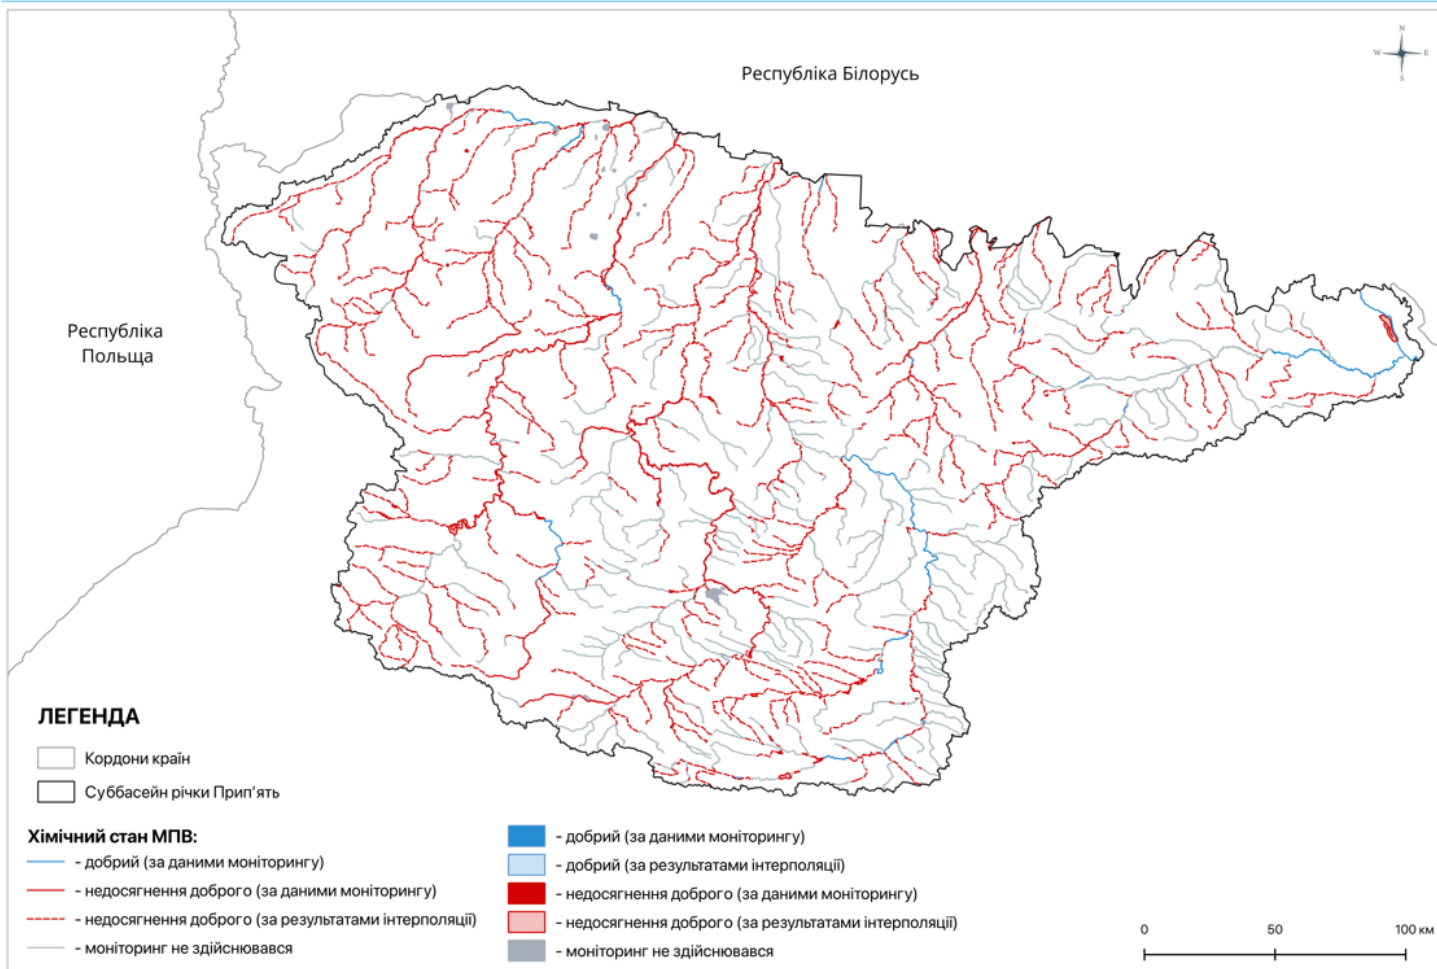 N
W E
S
Республіка Білорусь
Республіка
Польща
ЛЕГЕНДА
Кордони країн
Суббасейн річки Прип’ять
Хімічний стан МПВ:
- добрий (за даними моніторингу)
- недосягнення доброго (за даними моніторингу)
- недосягнення доброго (за результатами інтерполяції)
- моніторинг не здійснювався
- добрий (за даними моніторингу)
- добрий (за результатами інтерполяції)
- недосягнення доброго (за даними моніторингу)
- недосягнення доброго (за результатами інтерполяції)
- моніторинг не здійснювався
0 50 100 км